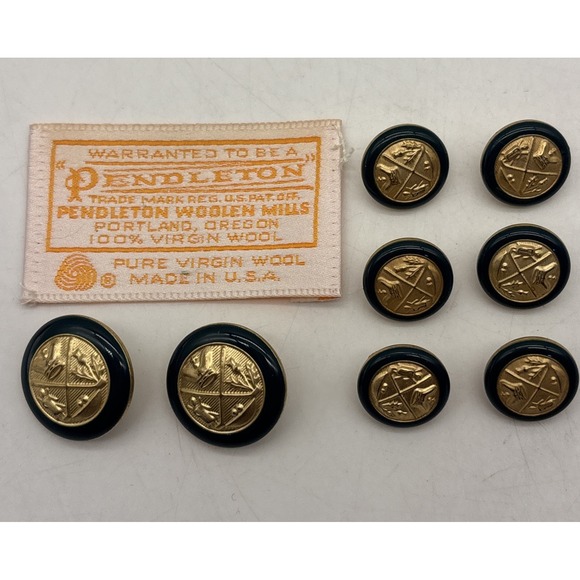 WARRANTED TO BE A
"PENDLETON"
TRADE MARK REG. U.S. PAT. OFF.
PENDLETON WOOLEN MILLS
PORTLAND, OREGON
100% VIRGIN WOOL
® PURE VIRGIN WOOL
MADE IN U.S.A.